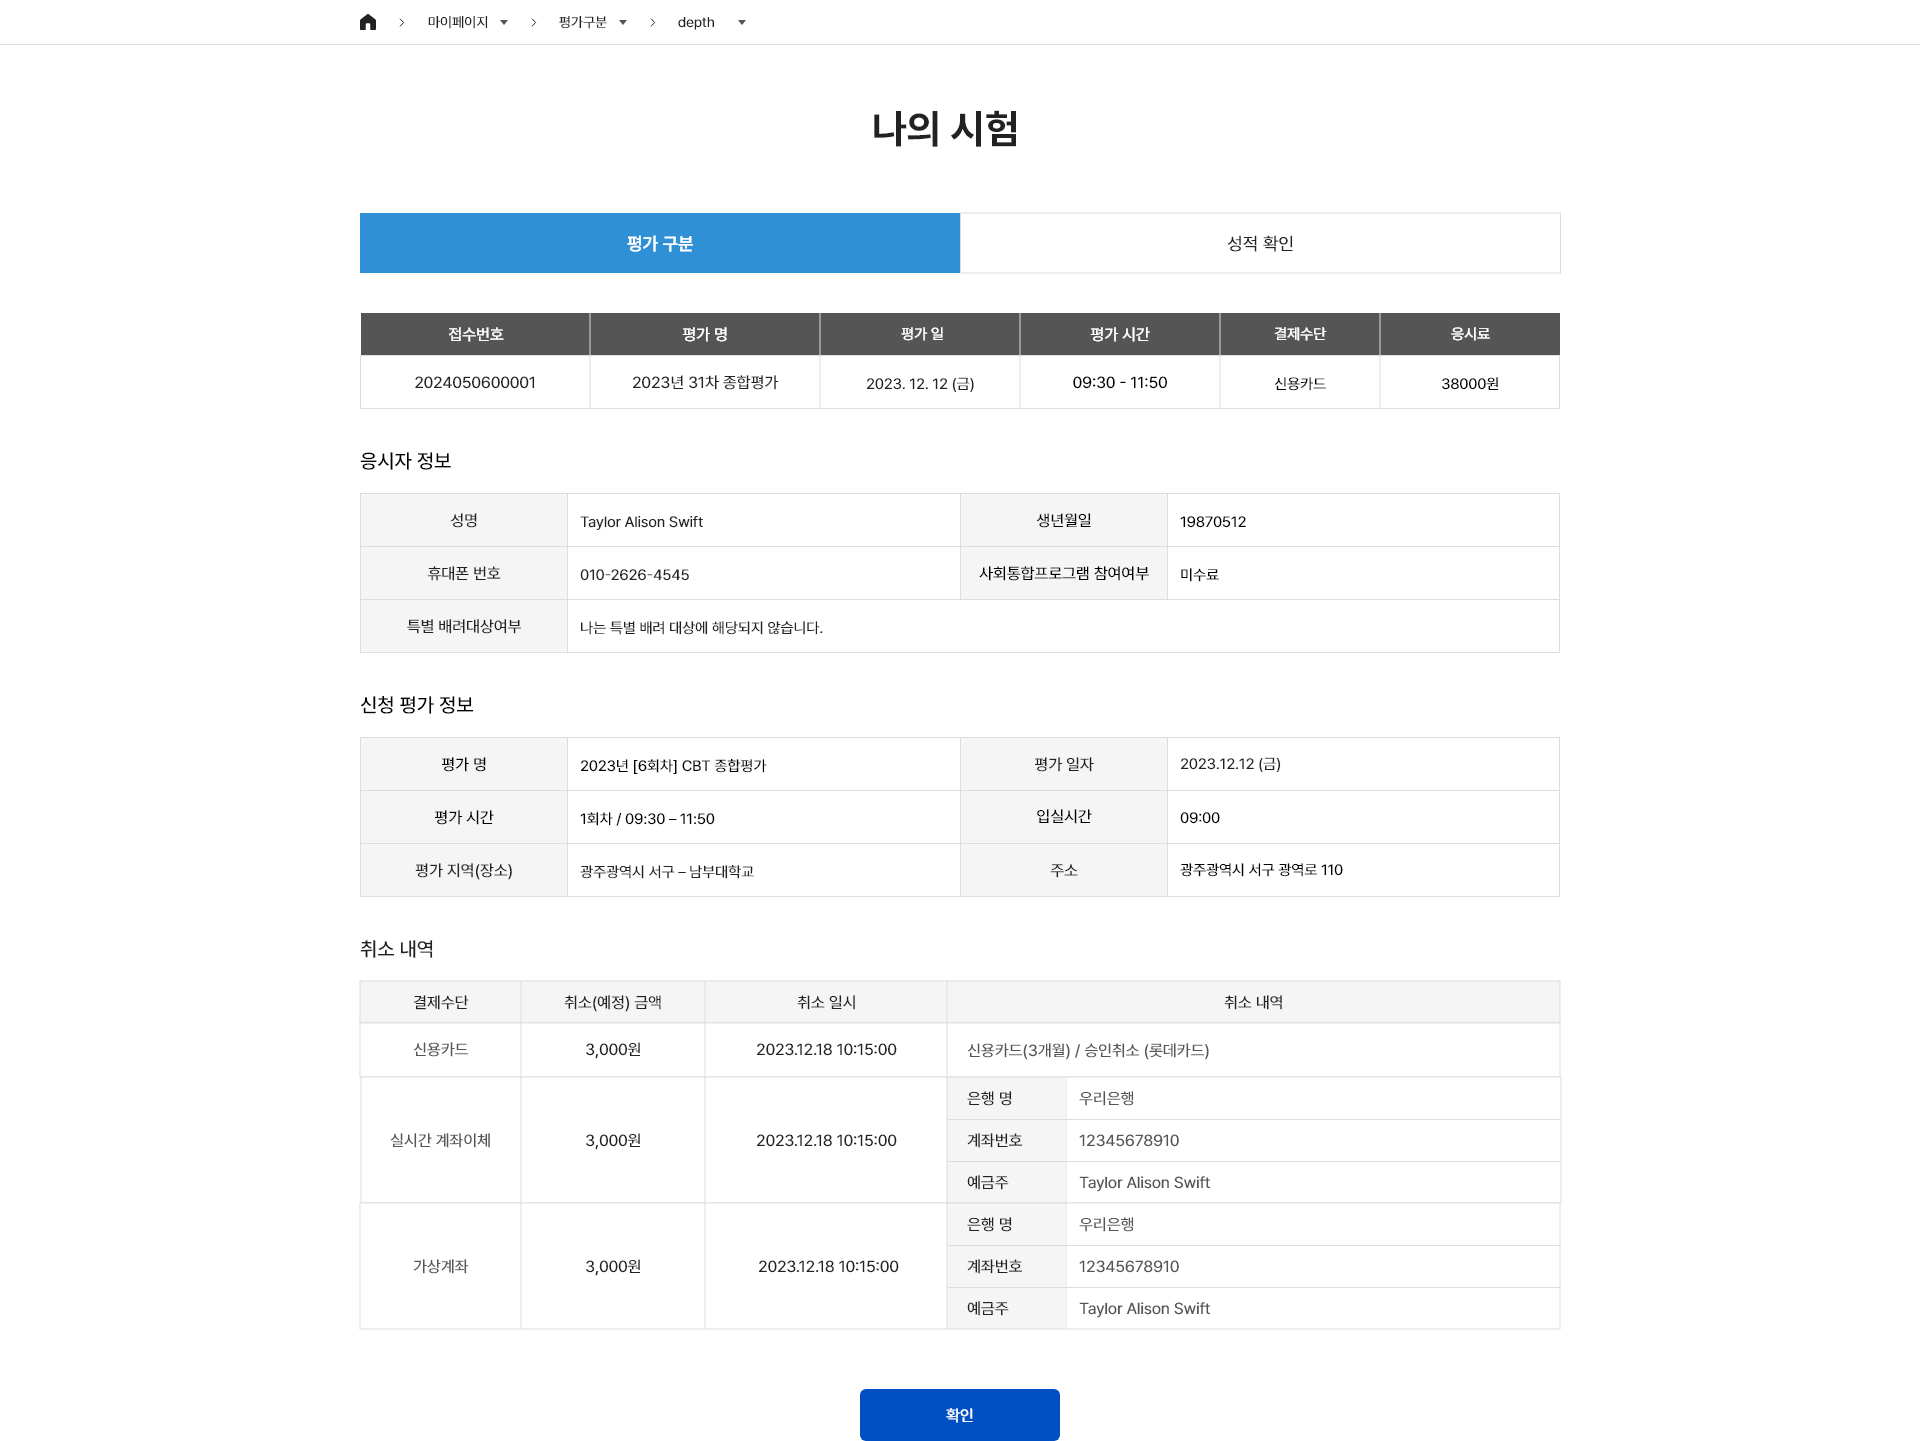 마이페이지 평가구분 depth
나의 시험
평가 구분 성적 확인
접수번호 평가 명 평가 일 평가 시간 결제수단 응시료
2024050600001 2023년 31차 종합평가 2023. 12. 12 (금) 09:30 - 11:50 신용카드 38000원
응시자 정보
성명 Taylor Alison Swift 생년월일 19870512
휴대폰 번호 010-2626-4545 사회통합프로그램 참여여부 미수료
특별 배려대상여부 나는 특별 배려 대상에 해당되지 않습니다.
신청 평가 정보
평가 명 2023년 [6회차] CBT 종합평가 평가 일자 2023.12.12 (금)
평가 시간 1회차 / 09:30 – 11:50 입실시간 09:00
평가 지역(장소) 광주광역시 서구 – 남부대학교 주소 광주광역시 서구 광역로 110
취소 내역
결제수단 취소(예정) 금액 취소 일시 취소 내역
신용카드 3,000원 2023.12.18 10:15:00 신용카드(3개월) / 승인취소 (롯데카드)
은행 명 우리은행
실시간 계좌이체 3,000원 2023.12.18 10:15:00 계좌번호 12345678910
예금주 Taylor Alison Swift
은행 명 우리은행
가상계좌 3,000원 2023.12.18 10:15:00 계좌번호 12345678910
예금주 Taylor Alison Swift
확인